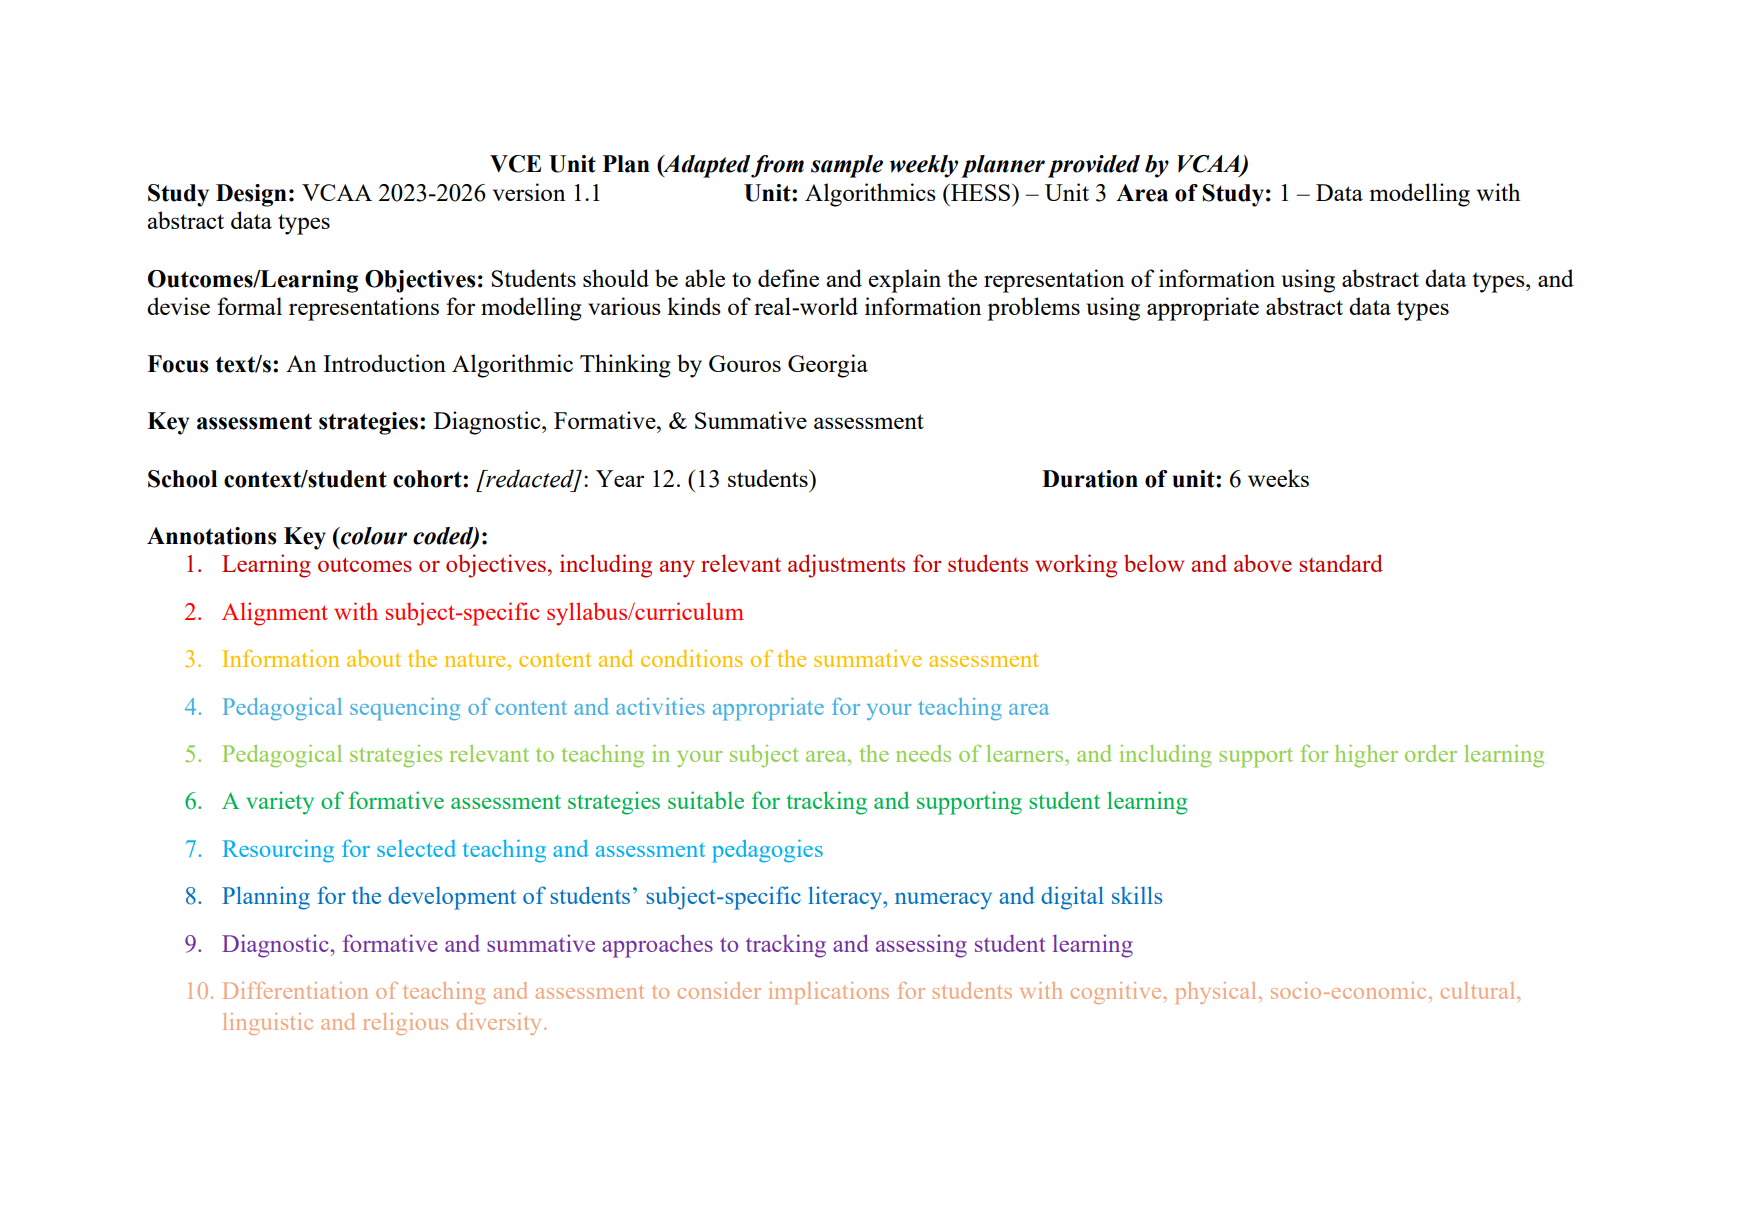 VCE Unit Plan (Adapted from sample weekly planner provided by VCAA)
Study Design: VCAA 2023-2026 version 1.1 Unit: Algorithmics (HESS) – Unit 3 Area of Study: 1 – Data modelling with
abstract data types
Outcomes/Learning Objectives: Students should be able to define and explain the representation of information using abstract data types, and
devise formal representations for modelling various kinds of real-world information problems using appropriate abstract data types
Focus text/s: An Introduction Algorithmic Thinking by Gouros Georgia
Key assessment strategies: Diagnostic, Formative, & Summative assessment
School context/student cohort: [redacted]: Year 12. (13 students) Duration of unit: 6 weeks
Annotations Key (colour coded):
1. Learning outcomes or objectives, including any relevant adjustments for students working below and above standard
2. Alignment with subject-specific syllabus/curriculum
3. Information about the nature, content and conditions of the summative assessment
4. Pedagogical sequencing of content and activities appropriate for your teaching area
5. Pedagogical strategies relevant to teaching in your subject area, the needs of learners, and including support for higher order learning
6. A variety of formative assessment strategies suitable for tracking and supporting student learning
7. Resourcing for selected teaching and assessment pedagogies
8. Planning for the development of students’ subject-specific literacy, numeracy and digital skills
9. Diagnostic, formative and summative approaches to tracking and assessing student learning
10. Differentiation of teaching and assessment to consider implications for students with cognitive, physical, socio-economic, cultural,
linguistic and religious diversity.